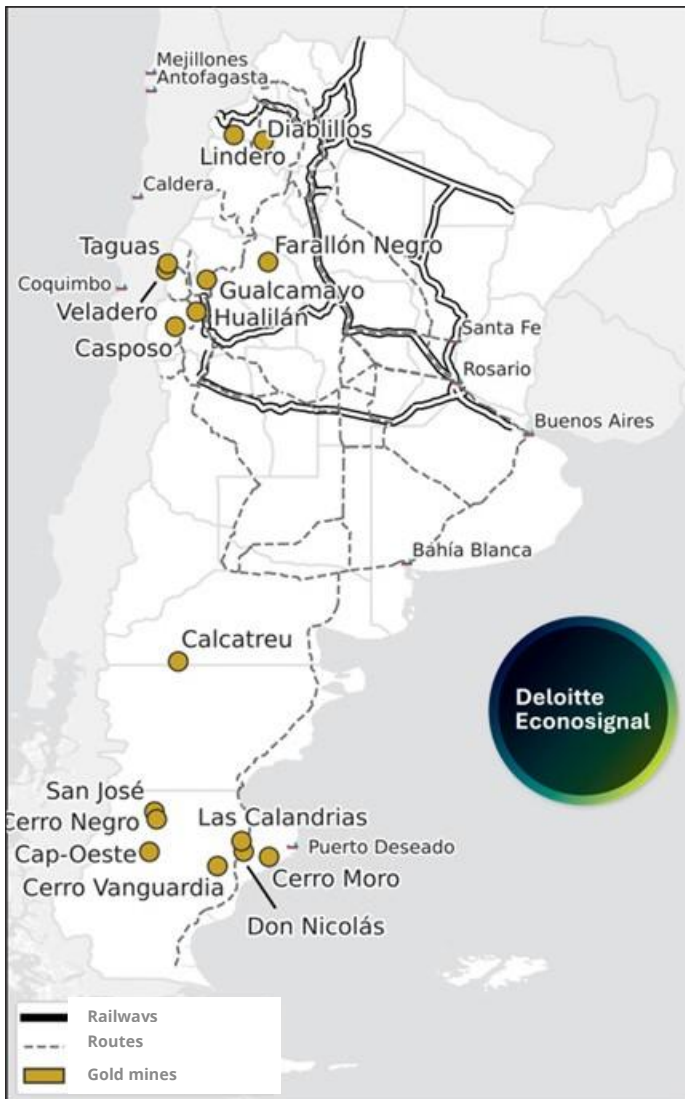 Mejillones
Antofagasta
Diablillos
Lindero
Caldera
Taguas
Farallón Negro
Coquimbo
Gualcamayo
Veladero
Hualilán
Casposo
Santa Fe
Rosario
Buenos Aires
Bahía Blanca
Calcatreu
Deloitte
Econosignal
San José
Cerro Negro
Las Calandrias
Cap-Oeste
Puerto Deseado
Cerro Vanguardia
Cerro Moro
Don Nicolás
Railwavs
Routes
Gold mines